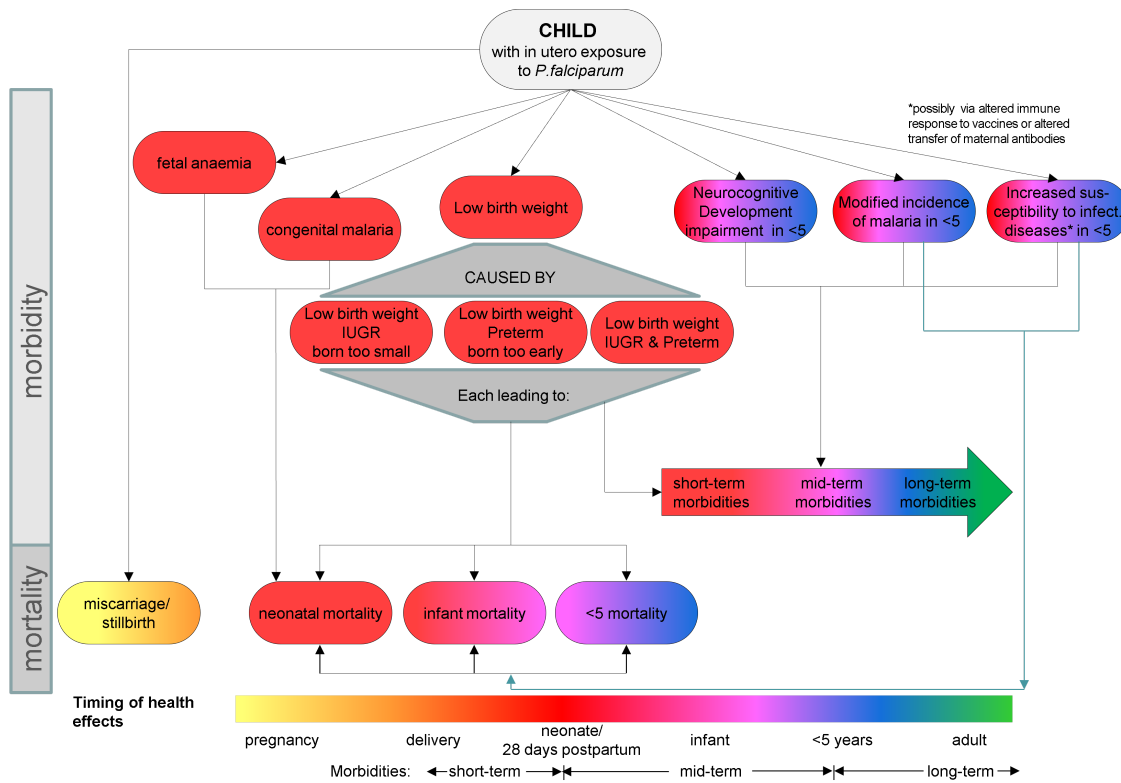 CHILD
with in utero exposure
to P.falciparum
*possibly via altered immune
response to vaccines or altered
transfer of maternal antibodies
morbidity
fetal anaemia
congenital malaria
Low birth weight
Neurocognitive
Development
impairment in <5
Modified incidence
of malaria in <5
Increased sus-
ceptibility to infect.
diseases* in <5
CAUSED BY
Low birth weight
IUGR
born too small
Low birth weight
Preterm
born too early
Low birth weight
IUGR & Preterm
Each leading to:
short-term
morbidities
mid-term
morbidities
long-term
morbidities
mortality
miscarriage/
stillbirth
neonatal mortality
infant mortality
<5 mortality
Timing of health
effects
pregnancy
delivery
neonate/
28 days postpartum
infant
<5 years
adult
Morbidities:
short-term
mid-term
long-term